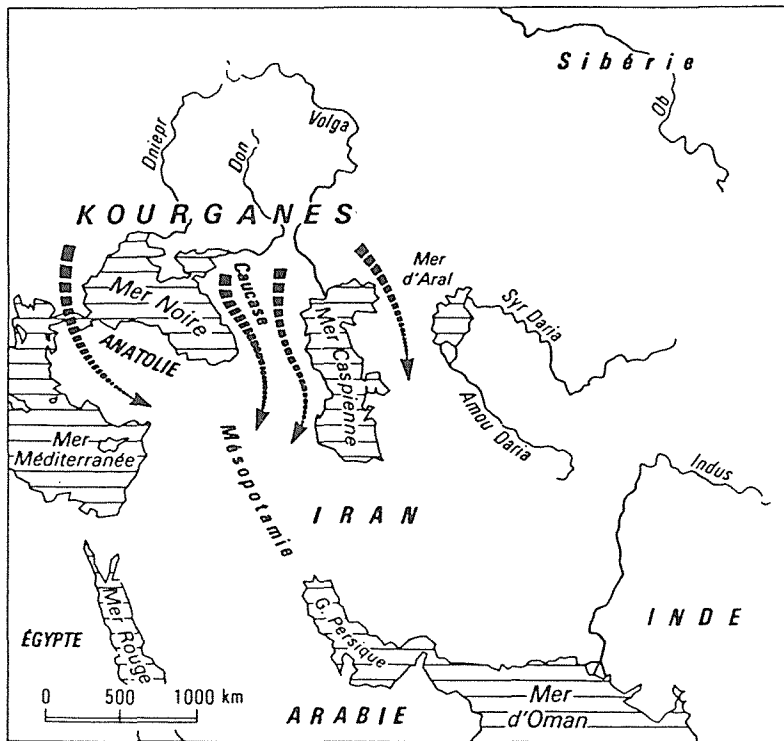 Sibérie
Ob
Volga
Dniepr
Don
KOURGANES
Mer
d'Aral
Caucase
Mer Noire
Syr Daria
ANATOLIE
Mer Caspienne
Amou Daria
Mer
Méditerranée
Mésopotamie
Indus
IRAN
G. Persique
INDE
Mer Rouge
ÉGYPTE
0 500 1000 km
Mer
d'Oman
ARABIE